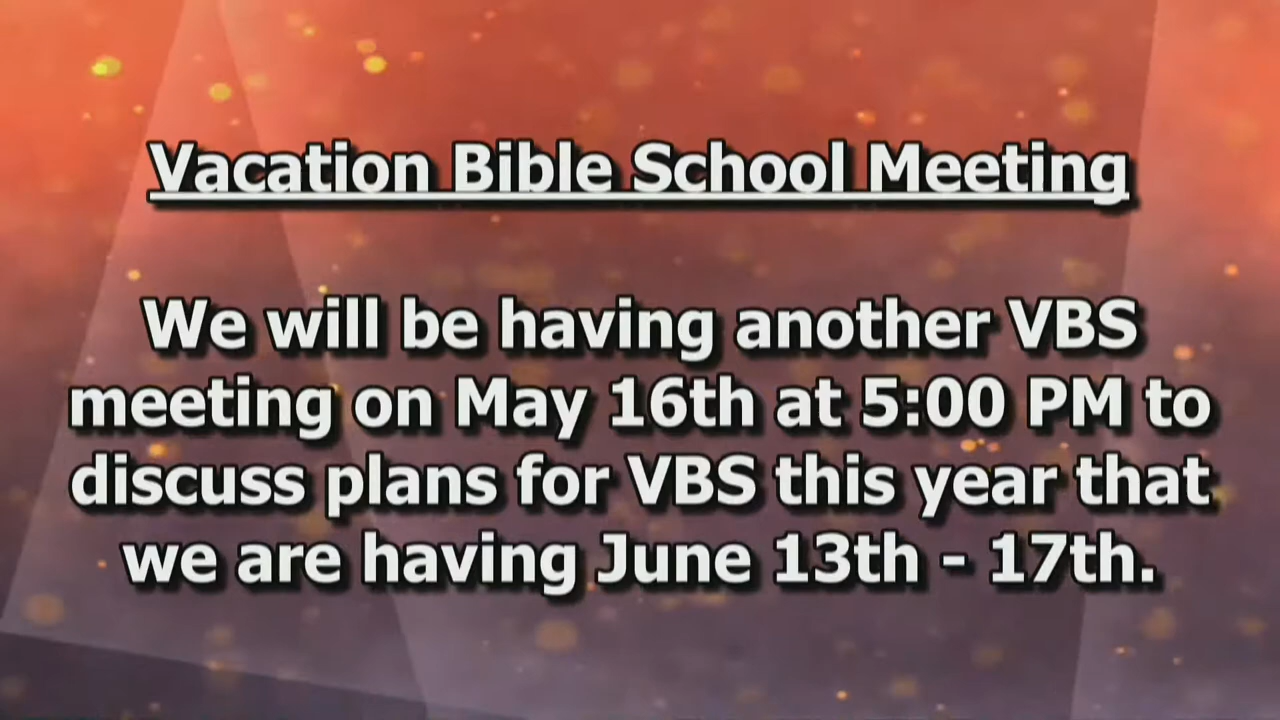 Vacation Bible School Meeting
We will be having another VBS
meeting on May 16th at 5:00 PM to
discuss plans for VBS this year that
we are having June 13th - 17th.